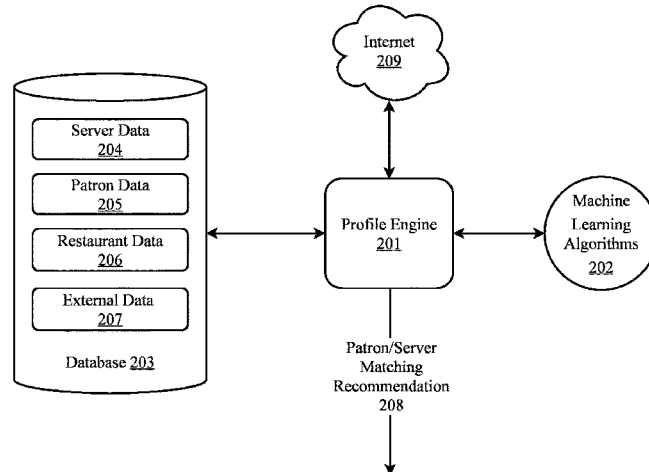 Internet
209
Server Data
204
Patron Data
205
Restaurant Data
206
External Data
207
Database 203
Profile Engine
201
Machine
Learning
Algorithms
202
Patron/Server
Matching
Recommendation
208